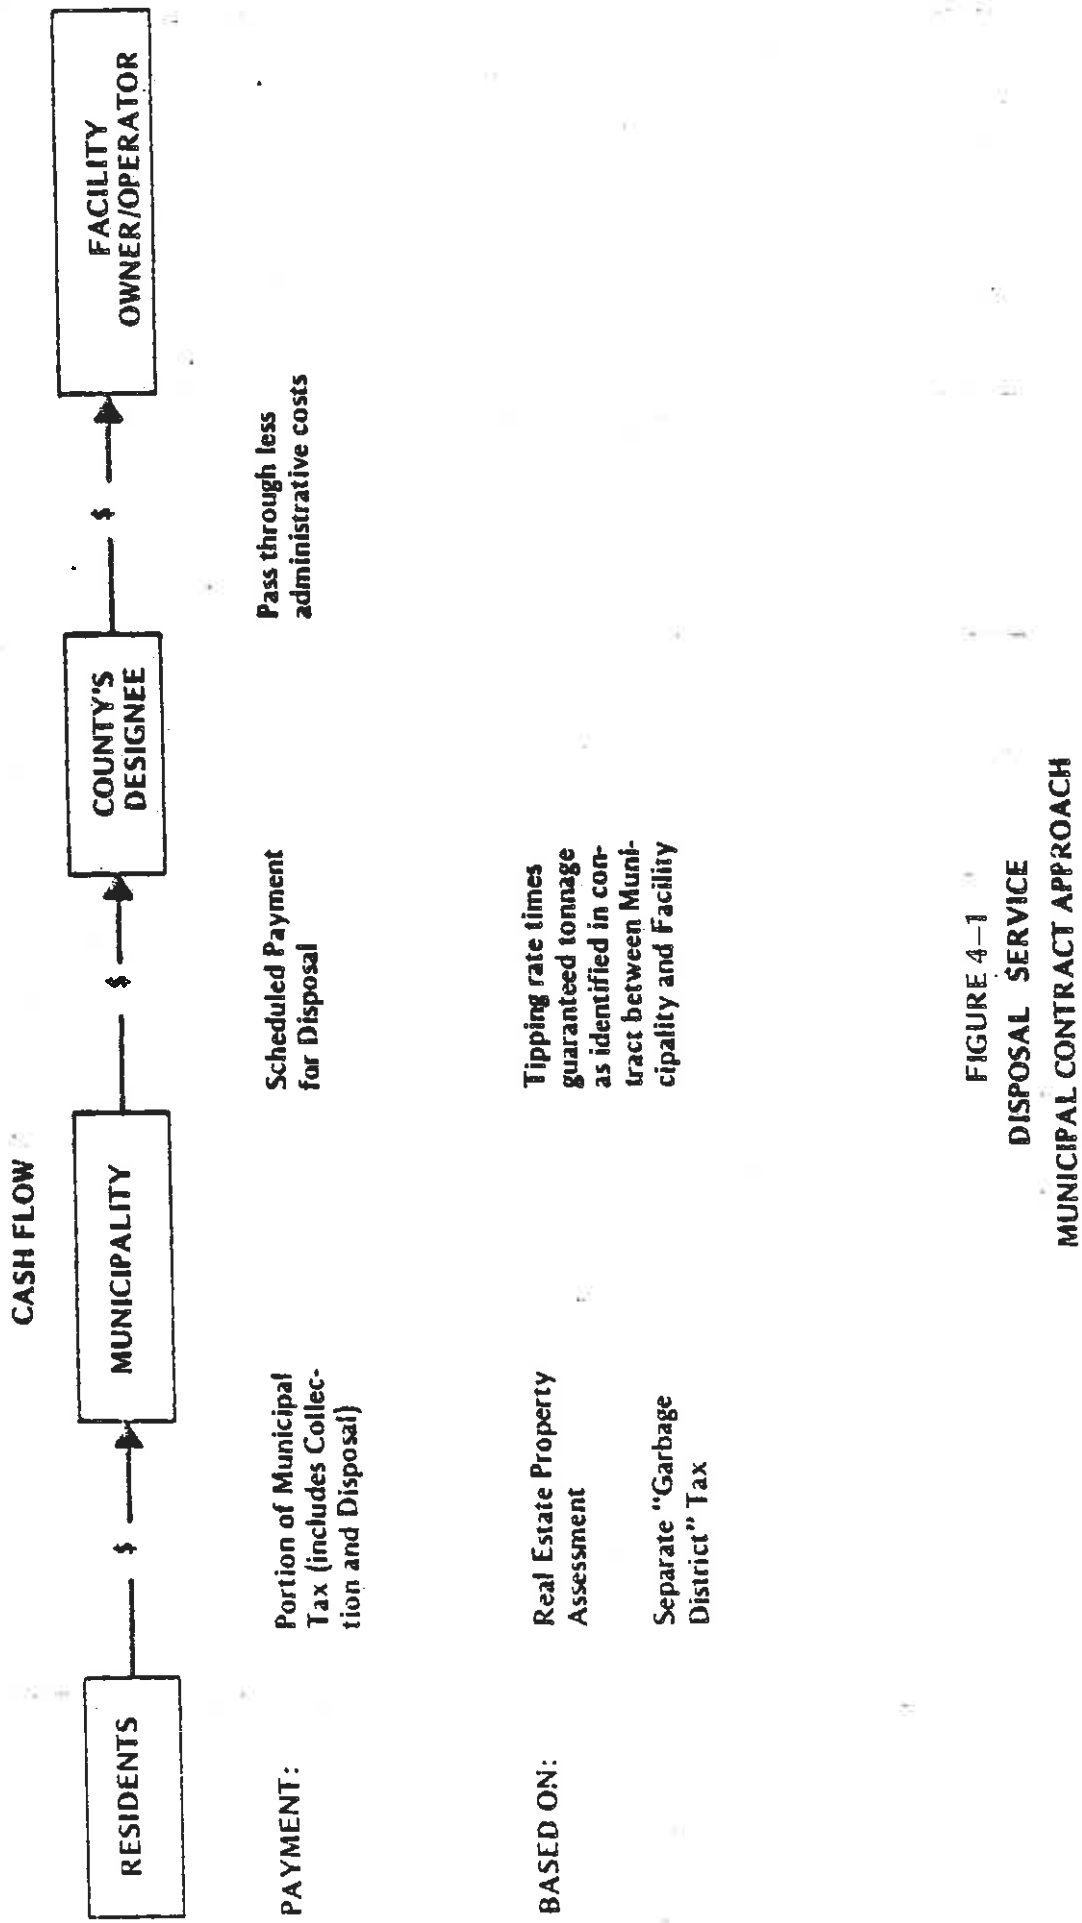 CASH FLOW
RESIDENTS
$
MUNICIPALITY
$
COUNTY'S
DESIGNEE
$
FACILITY
OWNER/OPERATOR
PAYMENT:
Portion of Municipal
Tax (includes Collec-
tion and Disposal)
Scheduled Payment
for Disposal
Pass through less
administrative costs
BASED ON:
Real Estate Property
Assessment
Separate "Garbage
District" Tax
Tipping rate times
guaranteed tonnage
as identified in con-
tract between Muni-
cipality and Facility
FIGURE 4-1
DISPOSAL SERVICE
MUNICIPAL CONTRACT APPROACH